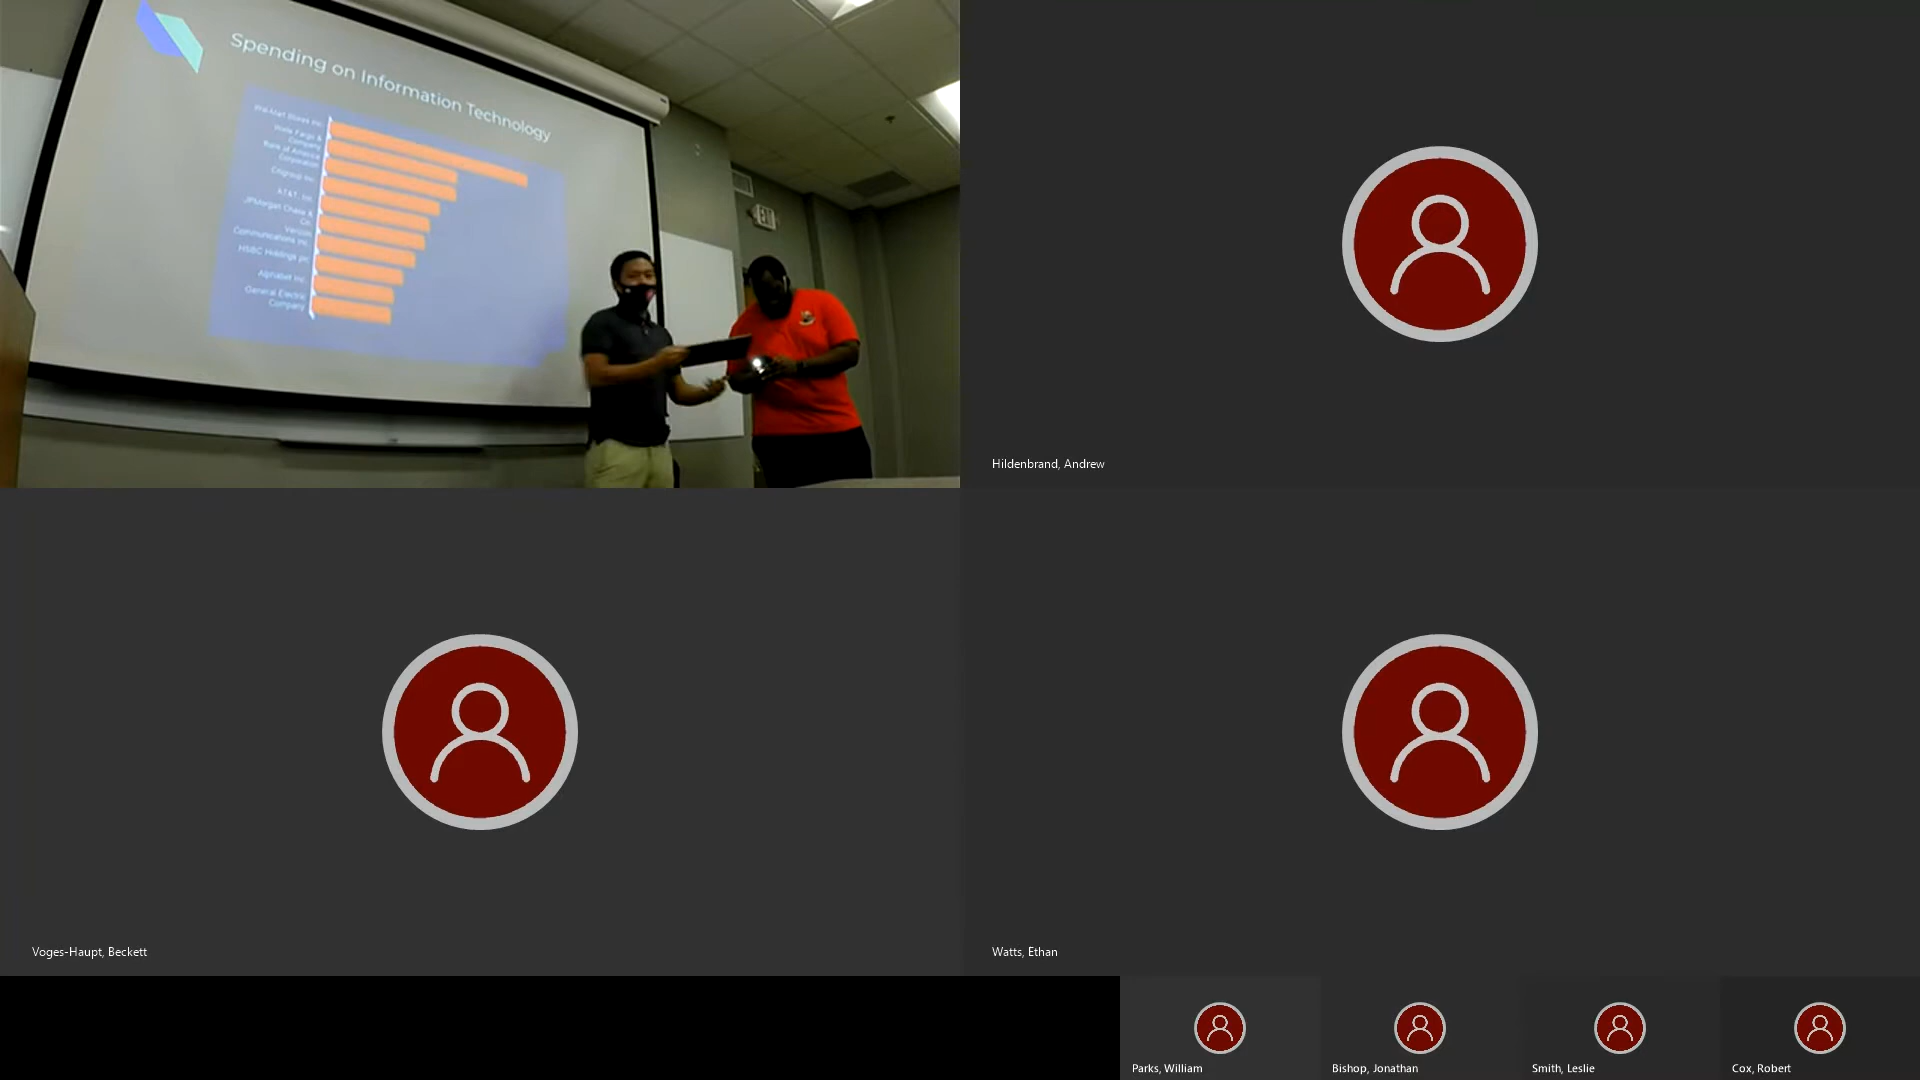 Spending on Information Technology
Wal-Mart Stores Inc.
Wells Fargo &
Company
Bank of America
Corporation
Citigroup Inc.
AT&T, Inc.
JPMorgan Chase &
Co.
Verizon
Communications Inc.
HSBC Holdings plc
Alphabet Inc.
General Electric
Company
EXIT
Hildenbrand, Andrew
Voges-Haupt, Beckett
Watts, Ethan
Parks, William
Bishop, Jonathan
Smith, Leslie
Cox, Robert